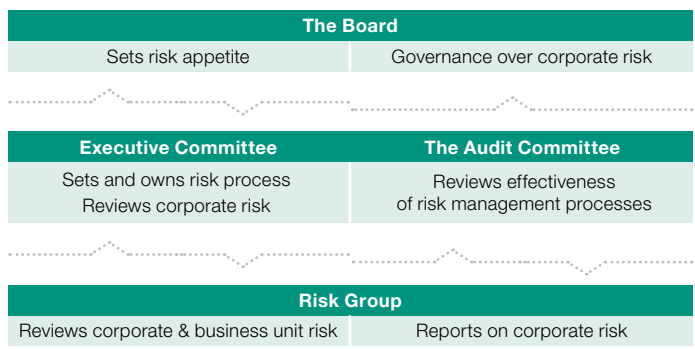 The Board
Sets risk appetite
Governance over corporate risk
Executive Committee
The Audit Committee
Sets and owns risk process
Reviews corporate risk
Reviews effectiveness
of risk management processes
Risk Group
Reviews corporate & business unit risk
Reports on corporate risk